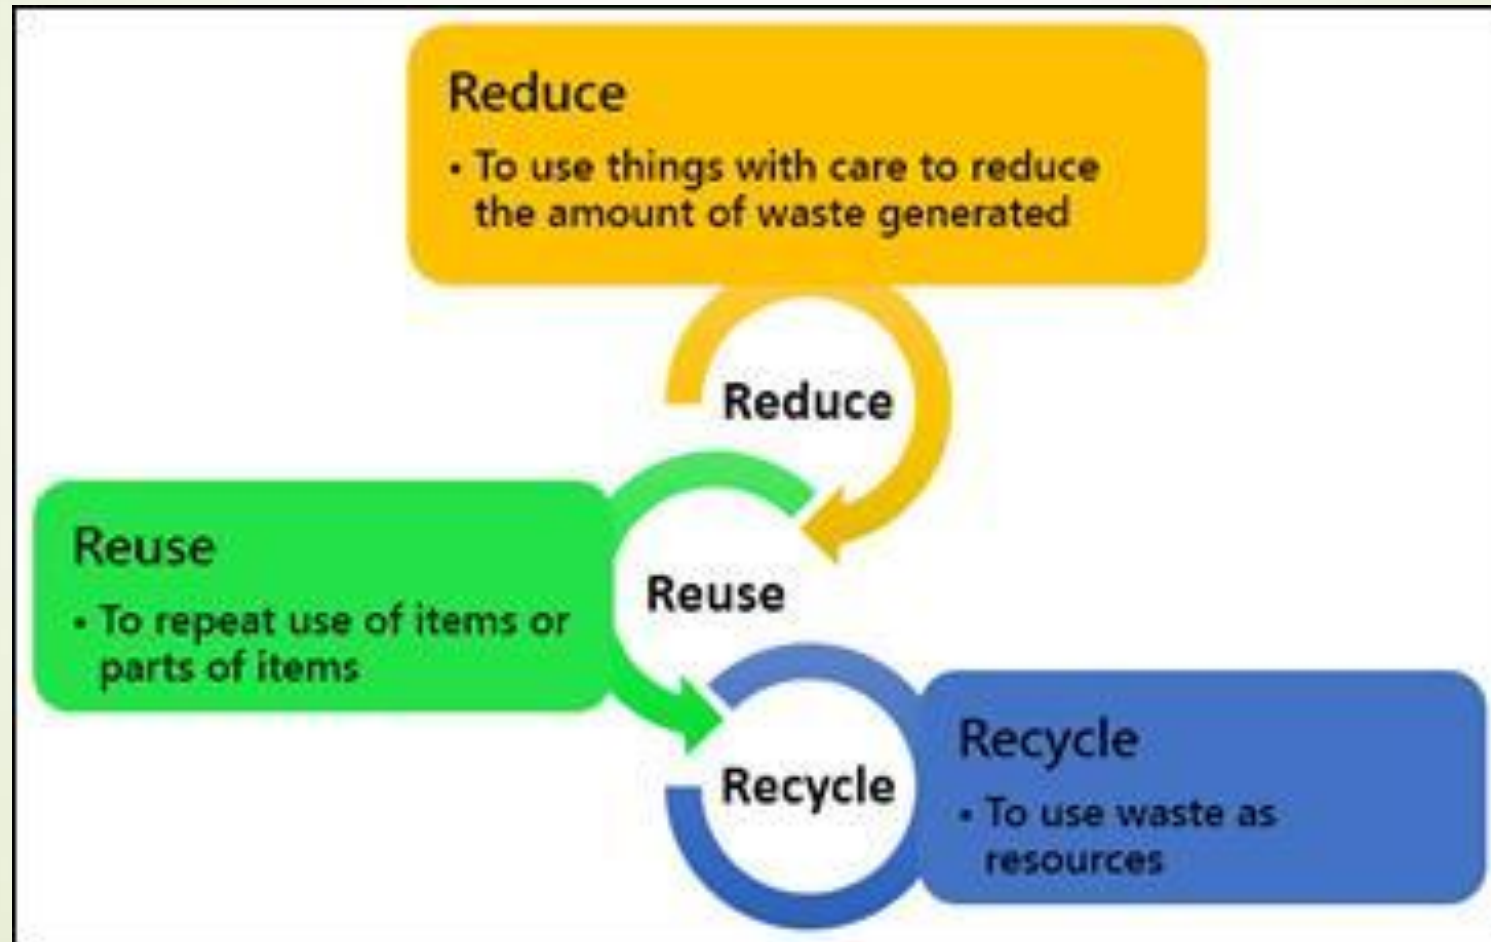 Reduce
• To use things with care to reduce
the amount of waste generated
Reduce
Reuse
• To repeat use of items or
parts of items
Reuse
Recycle
Recycle
• To use waste as
resources